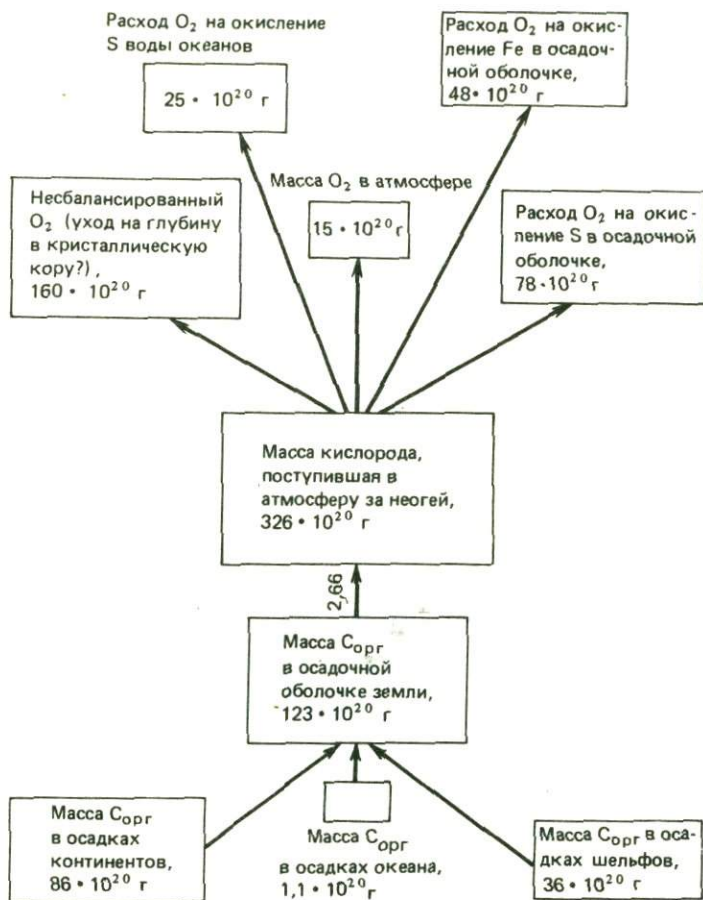 Расход O₂ на окисление
S воды океанов
25 • 10²⁰ г
Расход O₂ на окис-
ление Fe в осадоч-
ной оболочке,
48• 10²⁰ г
Несбалансированный
O₂ (уход на глубину
в кристаллическую
кору?),
160 • 10²⁰ г
Масса O₂ в атмосфере
15 • 10²⁰г
Расход O₂ на окис-
ление S в осадочной
оболочке,
78·10²⁰г
Масса кислорода,
поступившая в
атмосферу за неогей,
326 • 10²⁰ г
2,66
Масса Cорг
в осадочной
оболочке земли,
123 • 10²⁰ г
Масса Cорг
в осадках
континентов,
86 • 10²⁰ г
Масса Cорг
в осадках океана,
1,1 • 10²⁰г
Масса Cорг в оса-
дках шельфов,
36 • 10²⁰ г